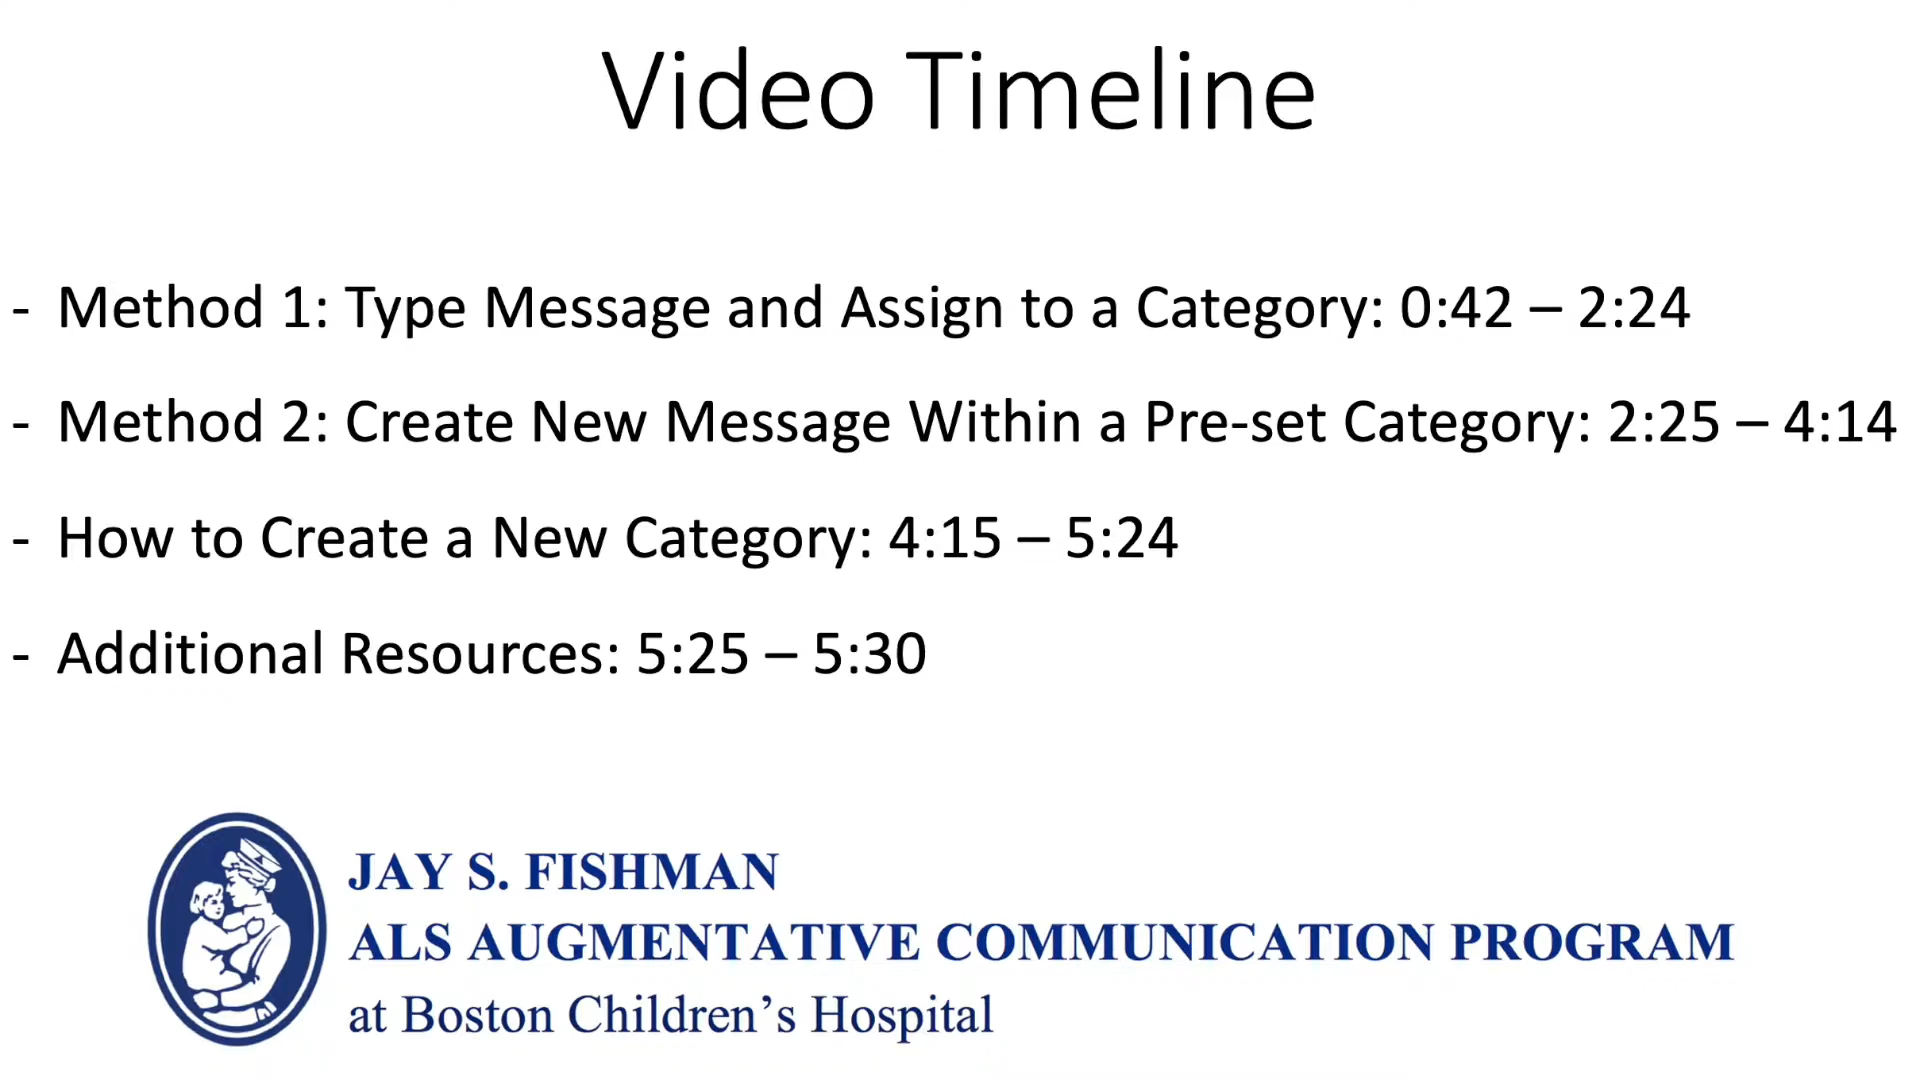 Video Timeline
- Method 1: Type Message and Assign to a Category: 0:42 – 2:24
- Method 2: Create New Message Within a Pre-set Category: 2:25 – 4:14
- How to Create a New Category: 4:15 – 5:24
- Additional Resources: 5:25 – 5:30
JAY S. FISHMAN
ALS AUGMENTATIVE COMMUNICATION PROGRAM
at Boston Children’s Hospital